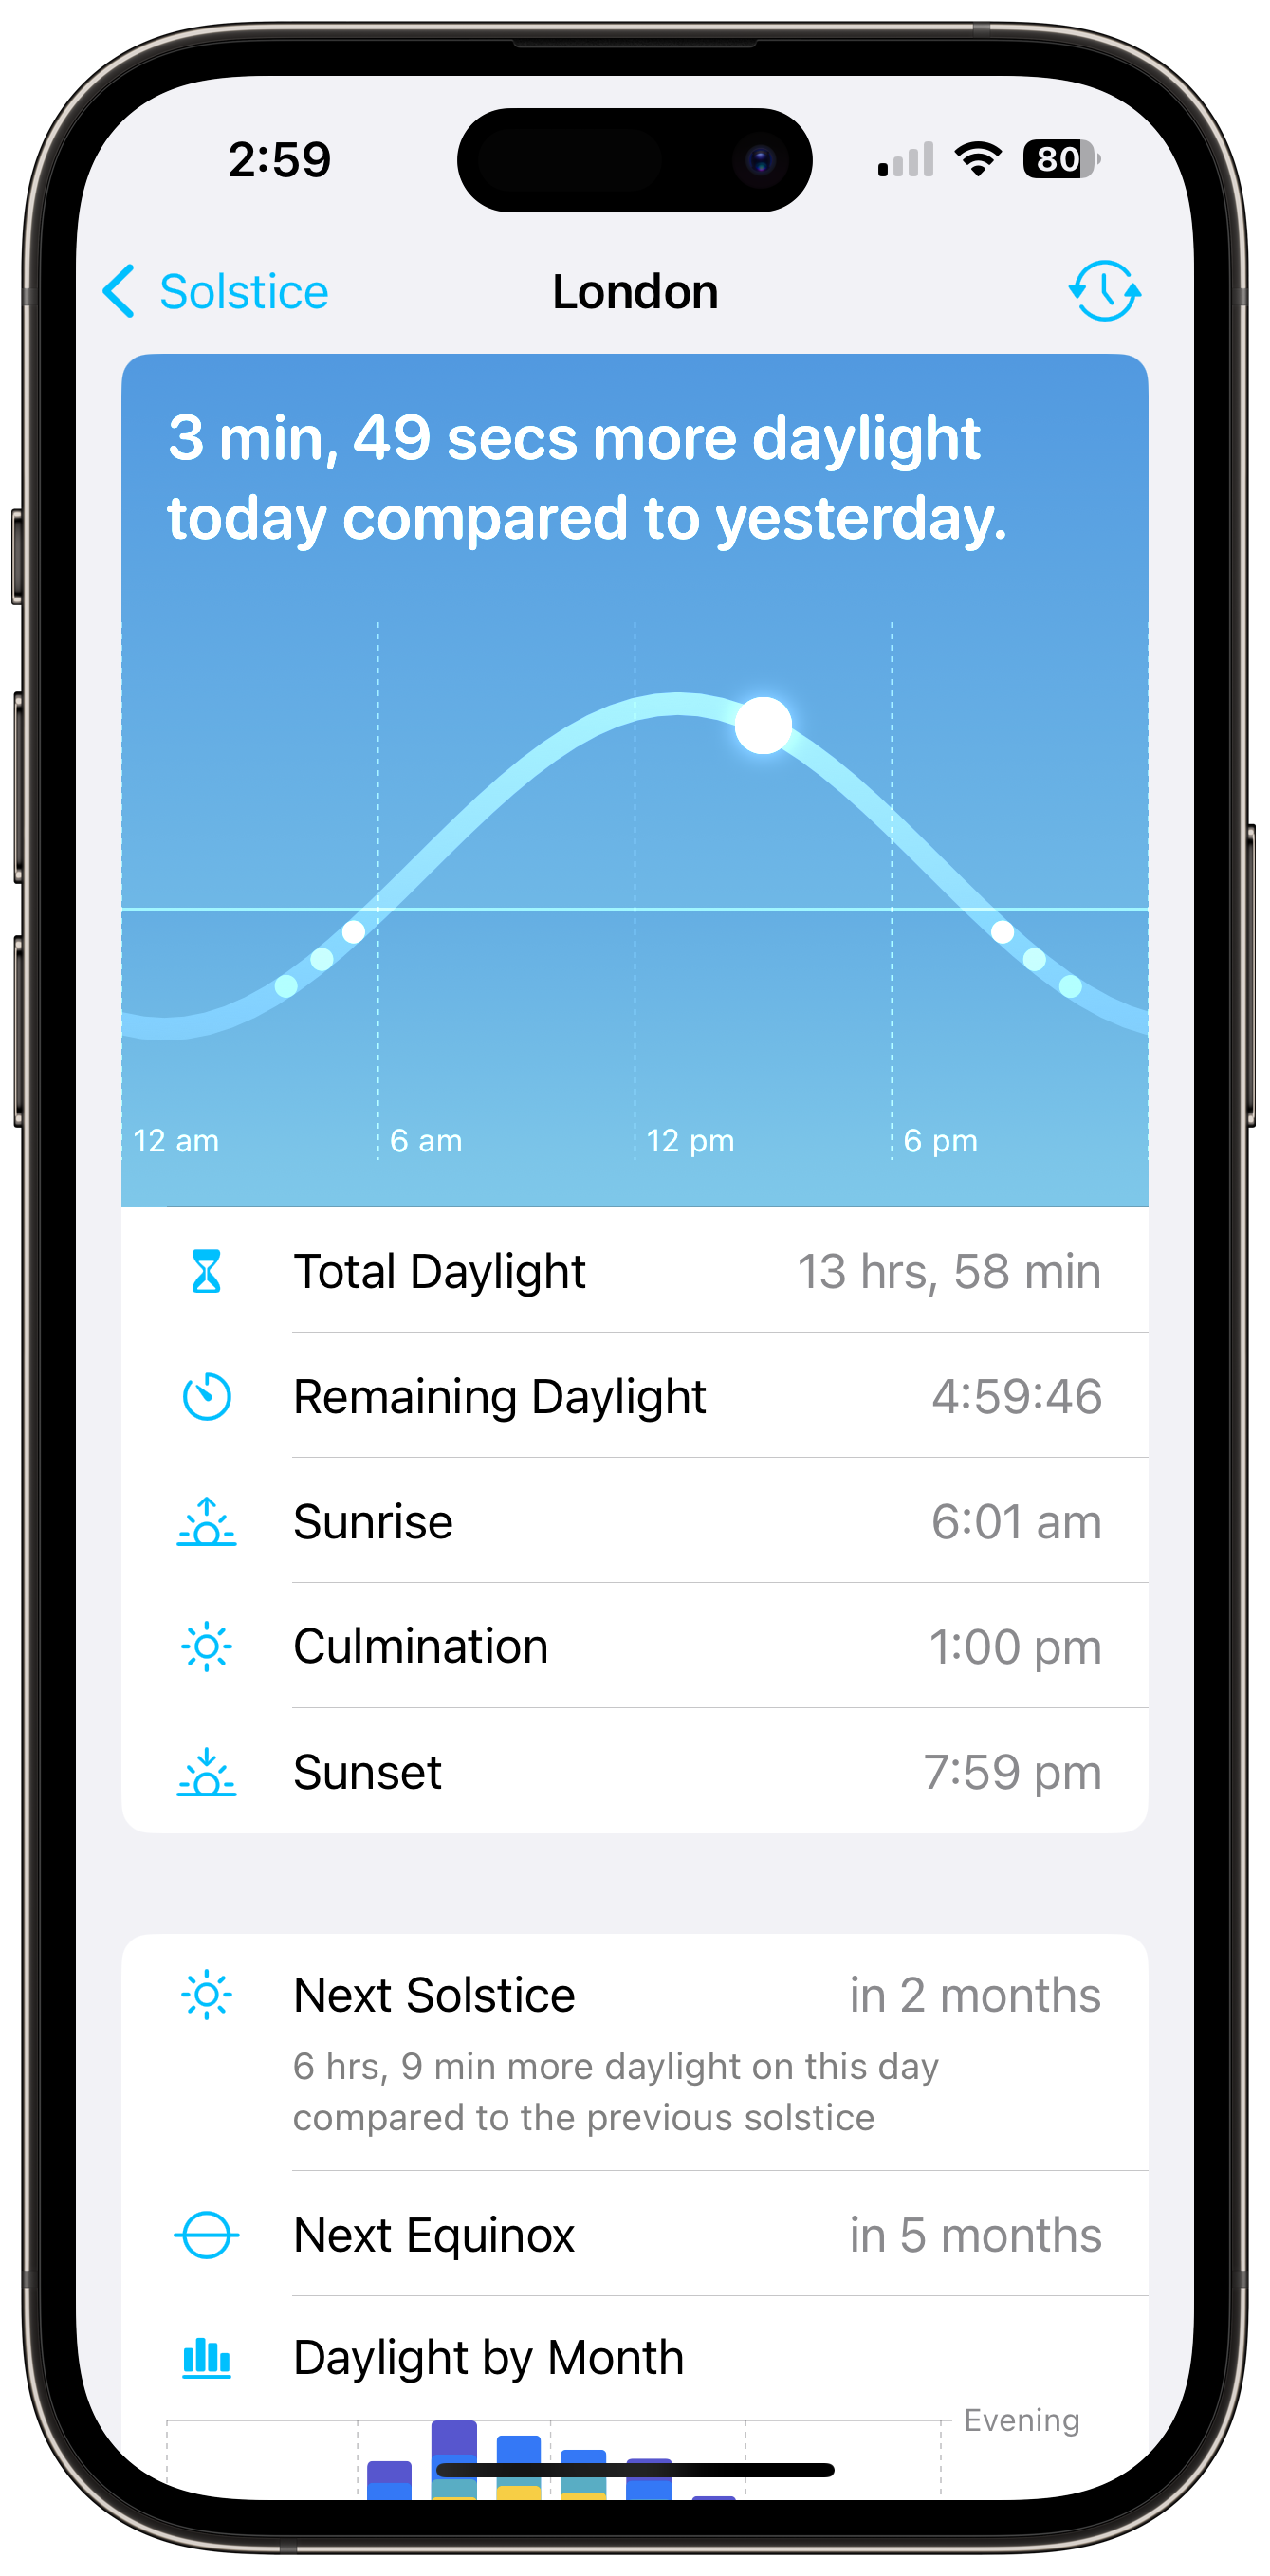 2:59
80
Solstice
London
3 min, 49 secs more daylight
today compared to yesterday.
12 am
6 am
12 pm
6 pm
Total Daylight 13 hrs, 58 min
Remaining Daylight 4:59:46
Sunrise 6:01 am
Culmination 1:00 pm
Sunset 7:59 pm
Next Solstice in 2 months
6 hrs, 9 min more daylight on this day
compared to the previous solstice
Next Equinox in 5 months
Daylight by Month
Evening